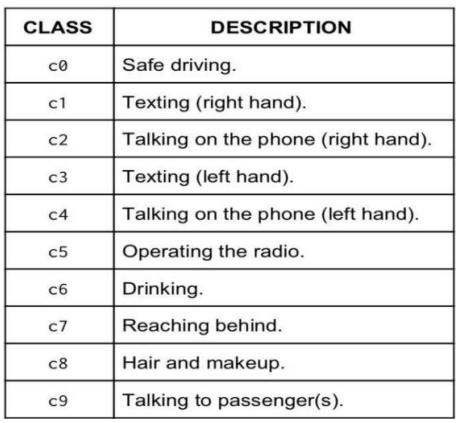 CLASS DESCRIPTION
c0 Safe driving.
c1 Texting (right hand).
c2 Talking on the phone (right hand).
c3 Texting (left hand).
c4 Talking on the phone (left hand).
c5 Operating the radio.
c6 Drinking.
c7 Reaching behind.
c8 Hair and makeup.
c9 Talking to passenger(s).